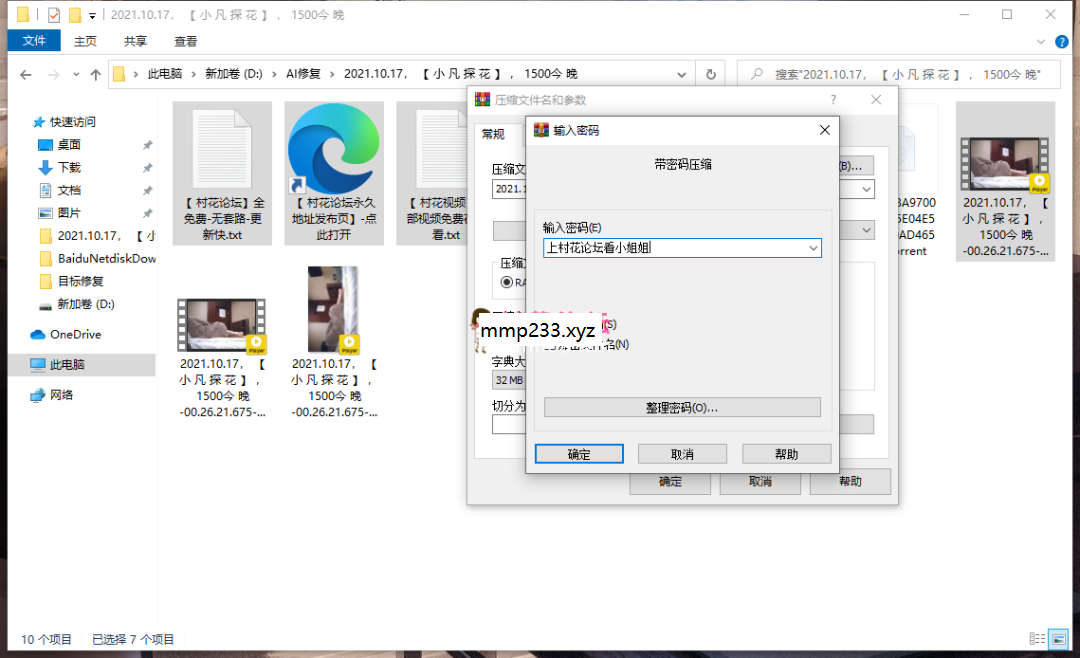 2021.10.17， 【 小 凡 探 花 】 ， 1500今 晚
文件 主页 共享 查看
此电脑 新加卷 (D:) AI修复 2021.10.17， 【 小 凡 探 花 】 ， 1500今 晚
搜索"2021.10.17， 【 小 凡 探 花 】 ， 1500今 晚"
快速访问
桌面
下载
文档
图片
2021.10.17， 【 小
BaiduNetdiskDow
目标修复
新加卷 (D:)
OneDrive
此电脑
网络
【 村花论坛】全
免费-无套路-更
新快.txt
【 村花论坛永久
地址发布页】-点
此打开
【 村花视频
部视频免费
看.txt
A9700
5E04E5
AD465
rrent
Player
2021.10.17， 【
小 凡 探 花 】 ，
1500今 晚
-00.26.21.675-...
Player
2021.10.17， 【
小 凡 探 花 】 ，
1500今 晚
-00.26.21.675-...
Player
2021.10.17， 【
小 凡 探 花 】 ，
1500今 晚
-00.26.21.675-...
压缩文件名和参数
?
常规
压缩文
(B)...
2021.1
压缩文
RA
字典大
32 MB
切分为
确定 取消 帮助
输入密码
带密码压缩
输入密码(E)
上村花论坛看小姐姐
(S)
名(N)
整理密码(O)...
确定 取消 帮助
mmp233.xyz
10 个项目 已选择 7 个项目